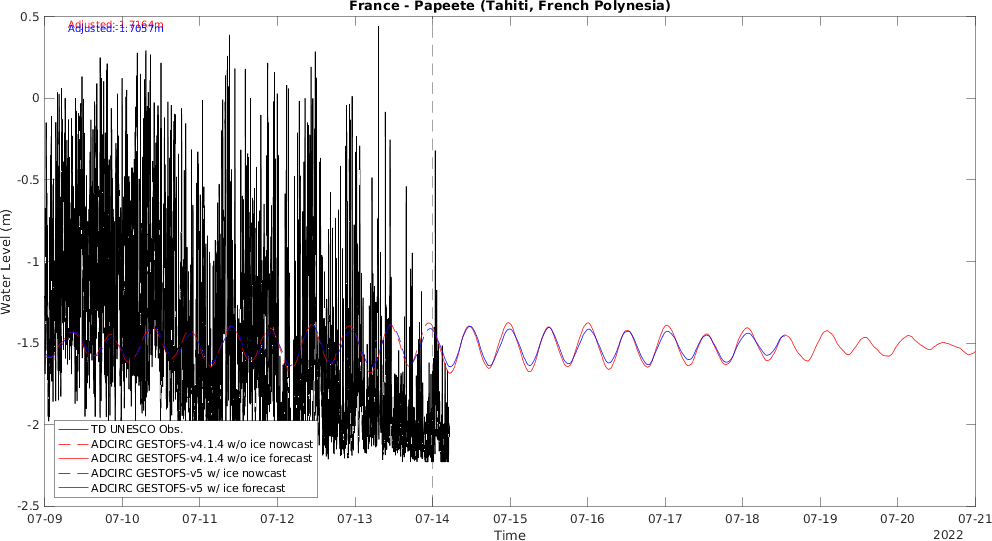 France - Papeete (Tahiti, French Polynesia)
Adjusted:-1.7164m
Adjusted:-1.7057m
0.5
0
-0.5
-1
-1.5
-2
-2.5
Water Level (m)
TD UNESCO Obs.
ADCIRC GESTOFS-v4.1.4 w/o ice nowcast
ADCIRC GESTOFS-v4.1.4 w/o ice forecast
ADCIRC GESTOFS-v5 w/ ice nowcast
ADCIRC GESTOFS-v5 w/ ice forecast
07-09 07-10 07-11 07-12 07-13 07-14 07-15 07-16 07-17 07-18 07-19 07-20 07-21
Time
2022